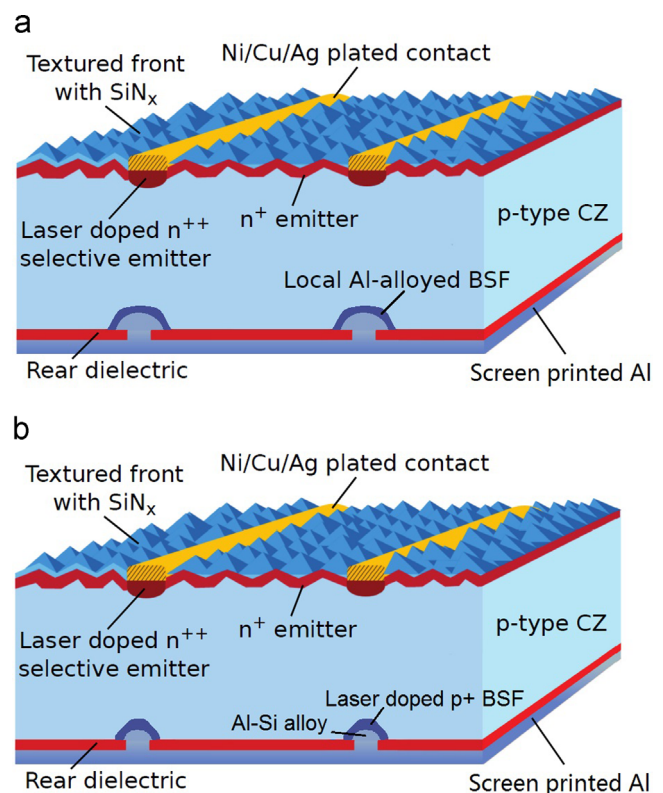 a
Ni/Cu/Ag plated contact
Textured front
with SiNₓ
n⁺ emitter
p-type CZ
Laser doped n⁺⁺
selective emitter
Local Al-alloyed BSF
Rear dielectric
Screen printed Al
b
Ni/Cu/Ag plated contact
Textured front
with SiNₓ
n⁺ emitter
p-type CZ
Laser doped n⁺⁺
selective emitter
Laser doped p+ BSF
Al-Si alloy
Rear dielectric
Screen printed Al